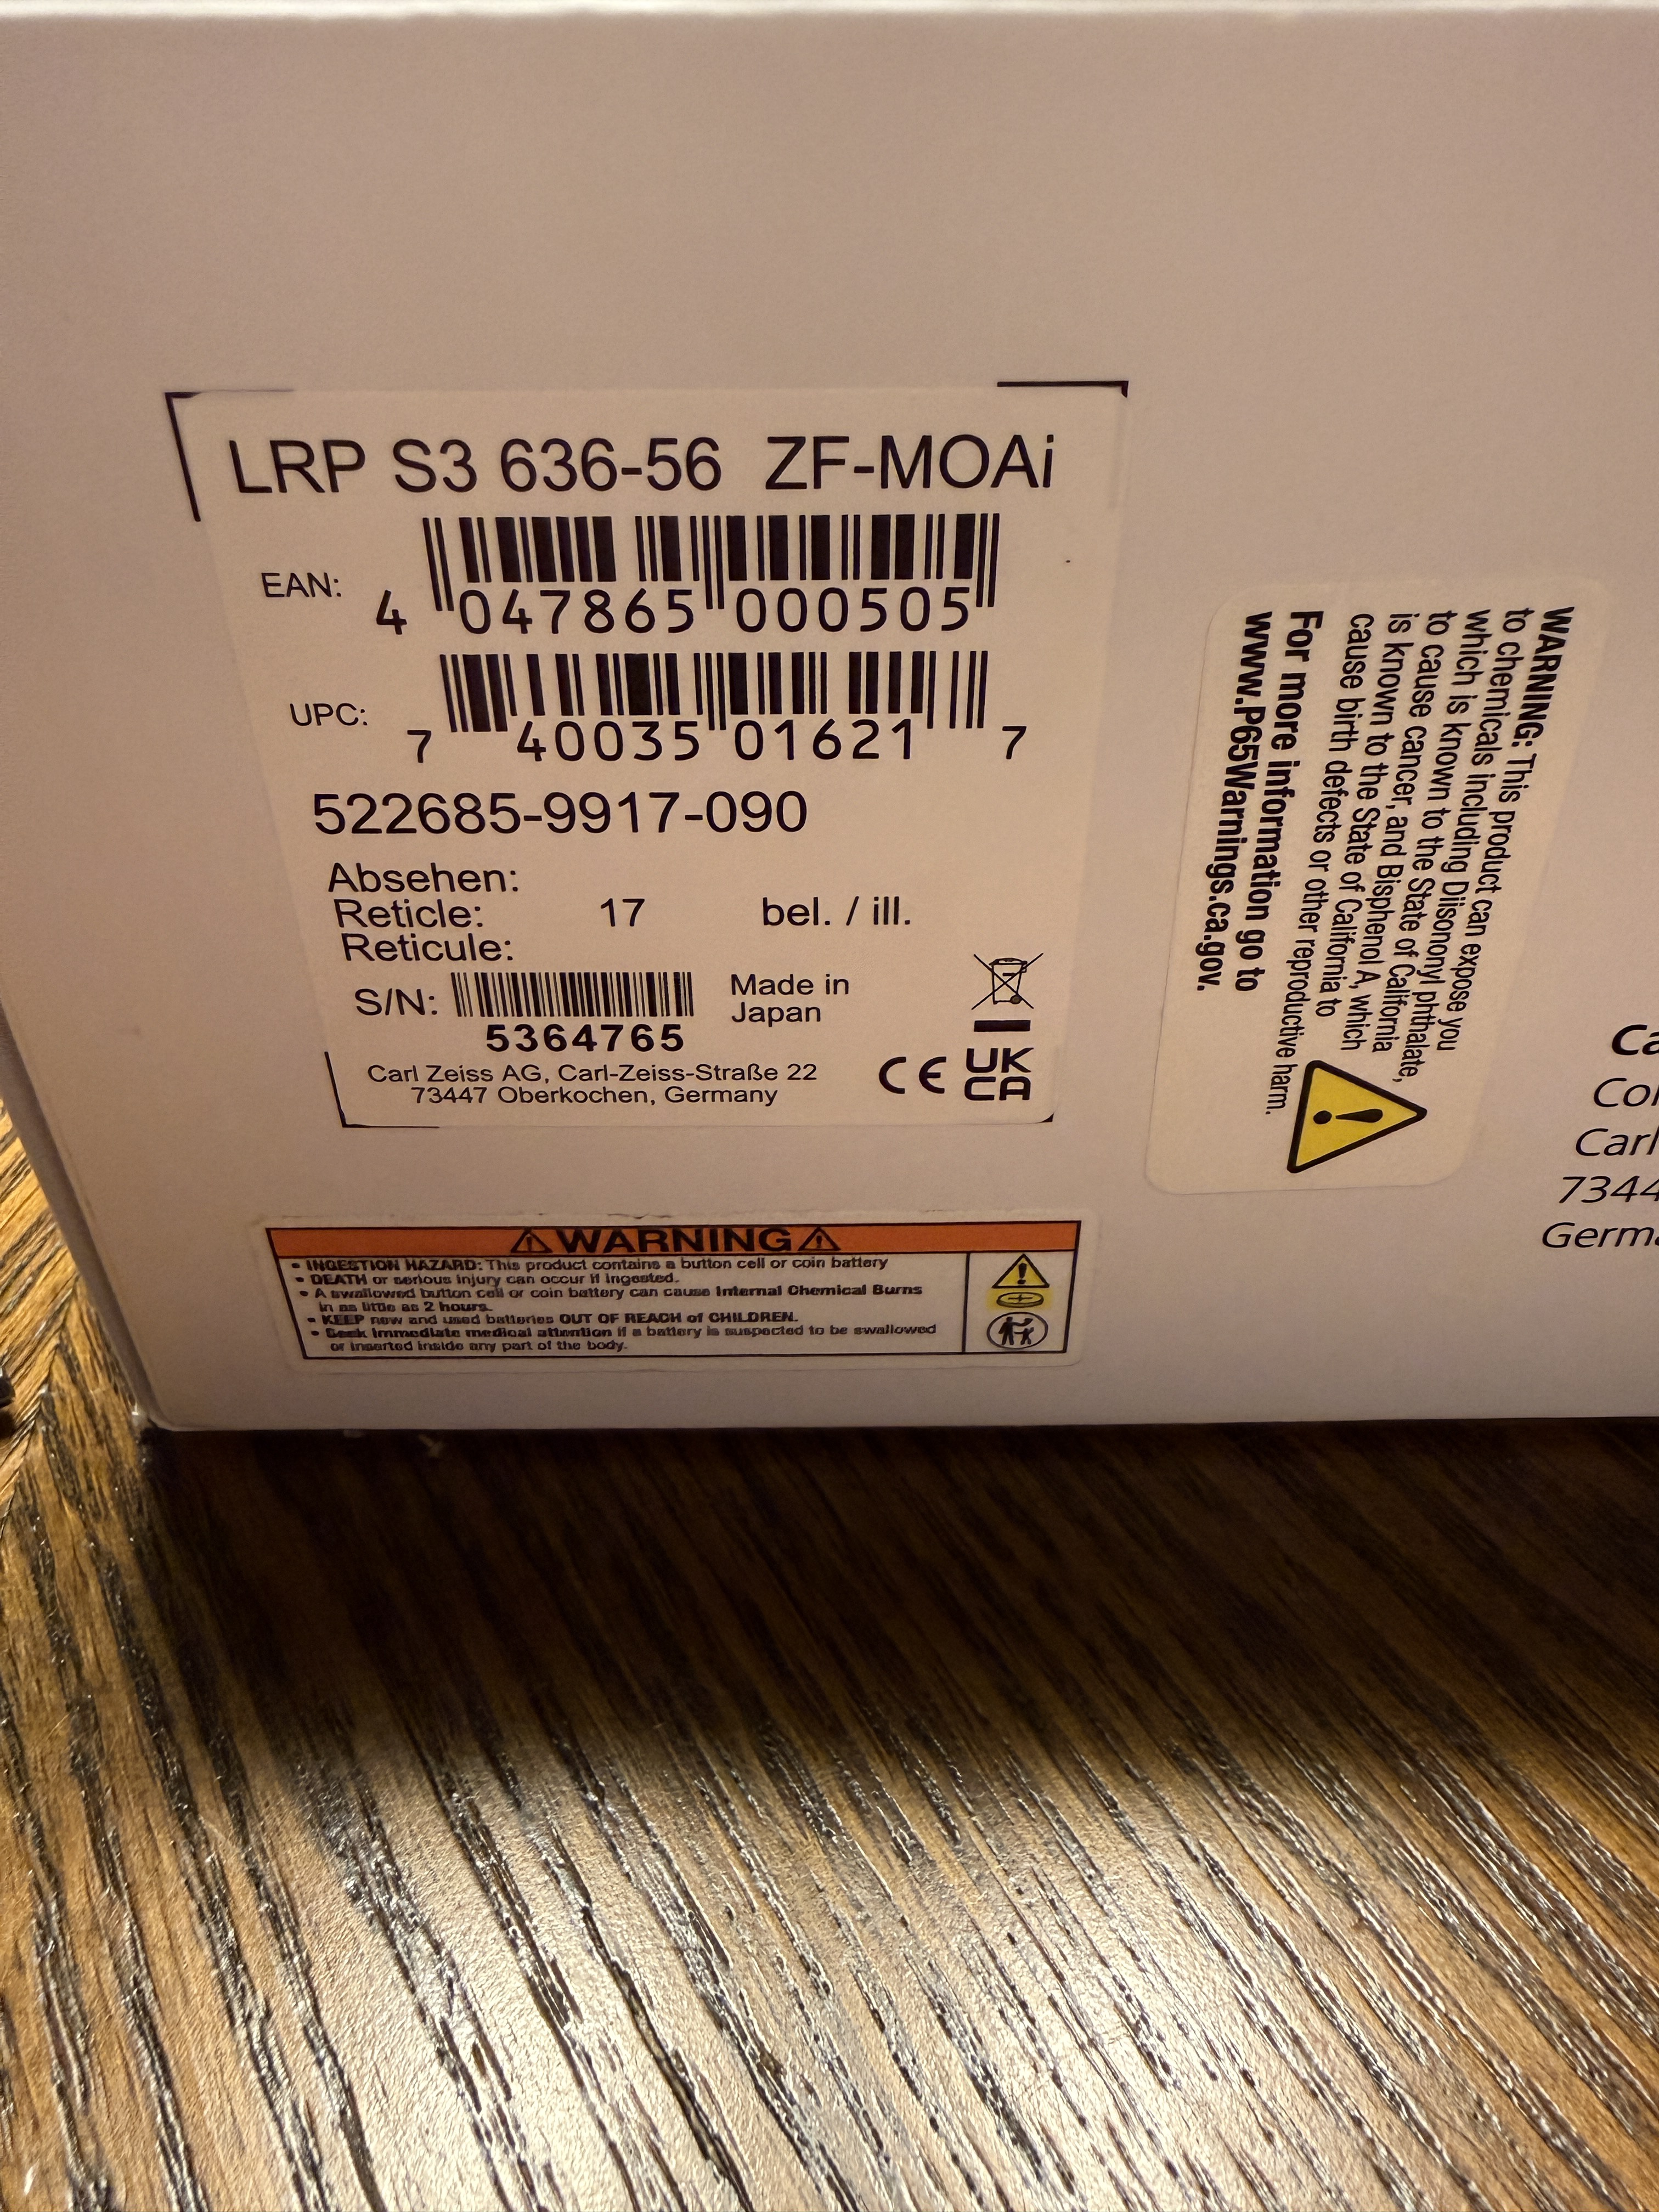 LRP S3 636-56 ZF-MOAi
EAN: 4 047865 000505
UPC: 7 40035 01621 7
522685-9917-090
Absehen:
Reticle: 17 bel. / ill.
Reticule:
S/N:
5364765
Made in
Japan
Carl Zeiss AG, Carl-Zeiss-Straße 22
73447 Oberkochen, Germany
CE
UK
CA
WARNING: This product can expose you
to chemicals including Diisononyl phthalate,
which is known to the State of California
to cause cancer, and Bisphenol A, which
is known to the State of California to
cause birth defects or other reproductive harm.
For more information go to
www.P65Warnings.ca.gov.
Ca
Col
Carl
7344
Germa
WARNING
• INGESTION HAZARD: This product contains a button cell or coin battery
• DEATH or serious injury can occur if ingested.
• A swallowed button cell or coin battery can cause Internal Chemical Burns
in as little as 2 hours.
• KEEP new and used batteries OUT OF REACH of CHILDREN.
• Seek immediate medical attention if a battery is suspected to be swallowed
or inserted inside any part of the body.